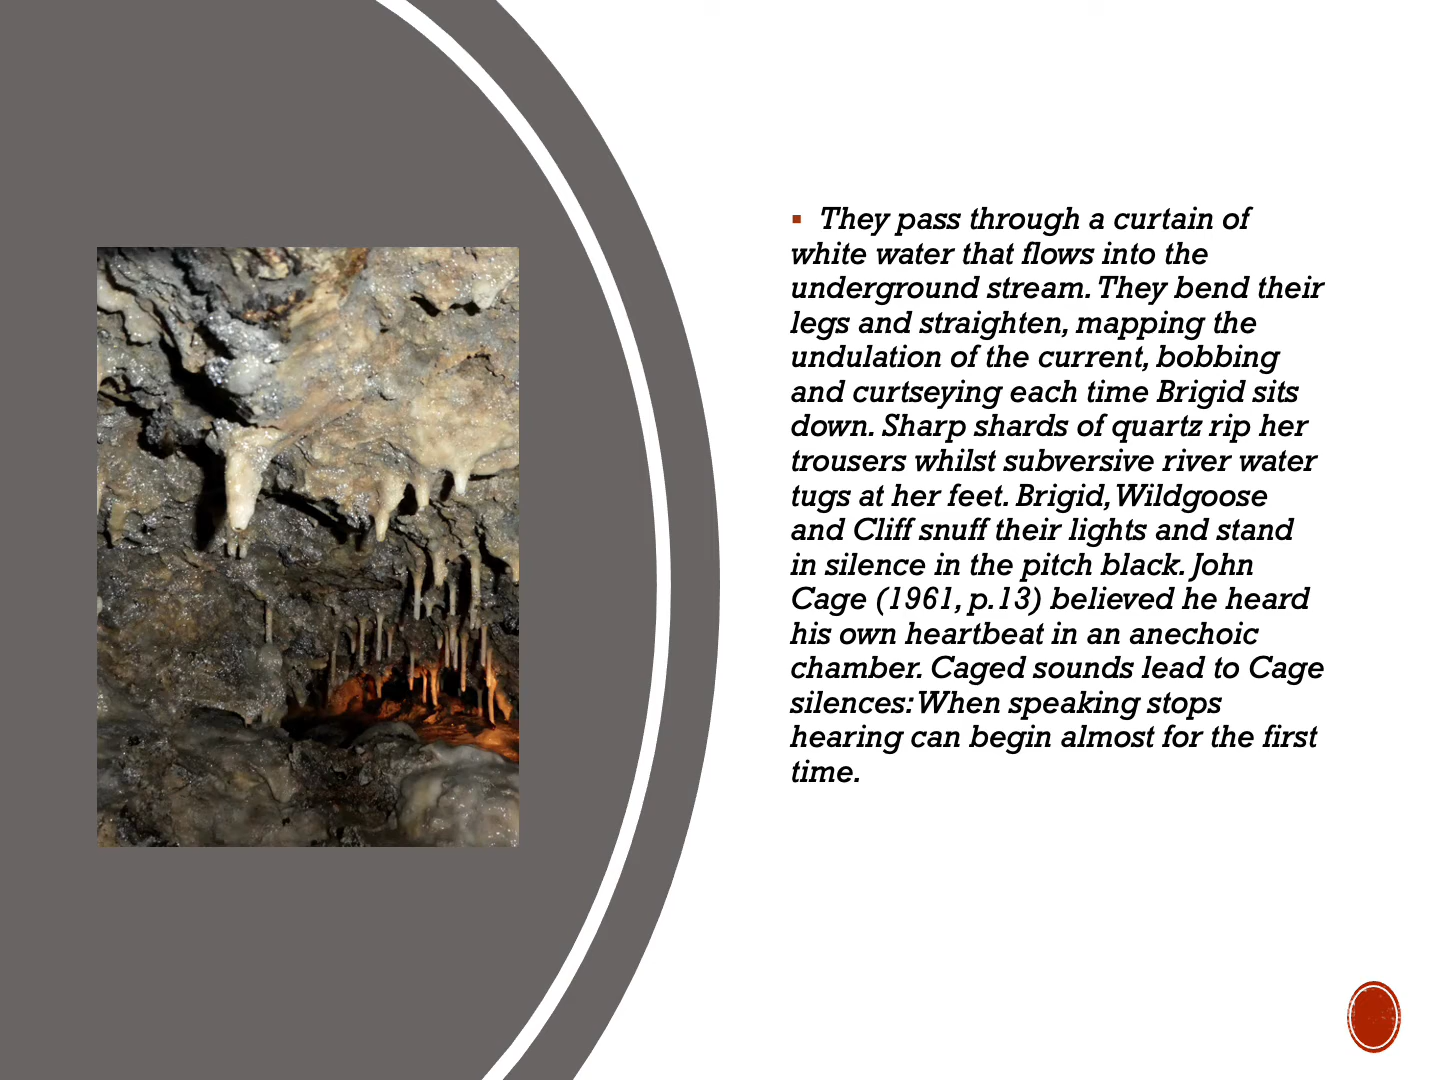 ▪ They pass through a curtain of
white water that flows into the
underground stream. They bend their
legs and straighten, mapping the
undulation of the current, bobbing
and curtseying each time Brigid sits
down. Sharp shards of quartz rip her
trousers whilst subversive river water
tugs at her feet. Brigid, Wildgoose
and Cliff snuff their lights and stand
in silence in the pitch black. John
Cage (1961, p.13) believed he heard
his own heartbeat in an anechoic
chamber. Caged sounds lead to Cage
silences: When speaking stops
hearing can begin almost for the first
time.